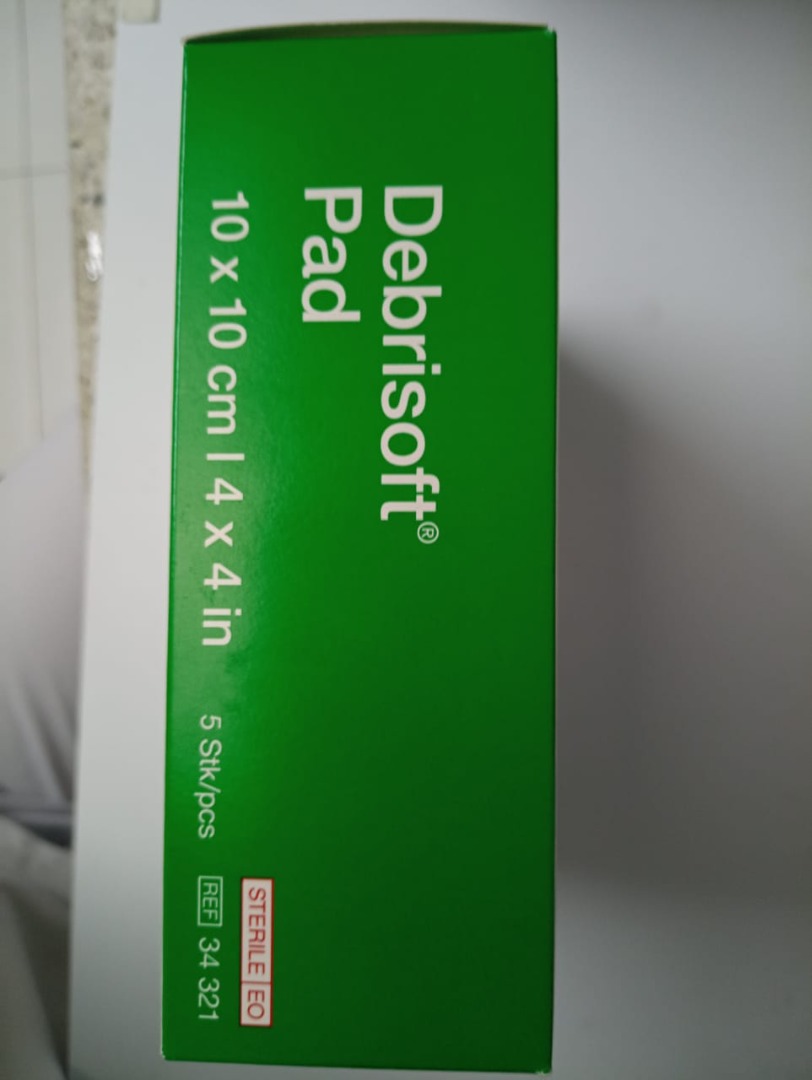 Debrisoft®
Pad
10 x 10 cm | 4 x 4 in
5 Stk/pcs
STERILE EO
REF 34 321